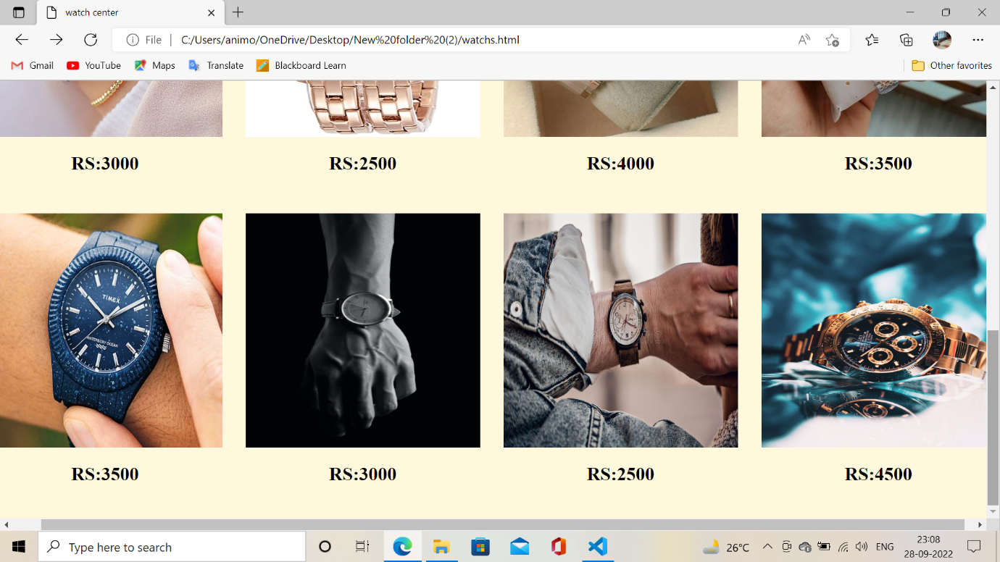 watch center
File
C:/Users/animo/OneDrive/Desktop/New%20folder%20(2)/watchs.html
Gmail
YouTube
Maps
Translate
Blackboard Learn
Other favorites
RS:3000
RS:2500
RS:4000
RS:3500
TIMEX
WATERBURY OCEAN
RS:3500
RS:3000
RS:2500
RS:4500
Type here to search
26°C
ENG
23:08
28-09-2022